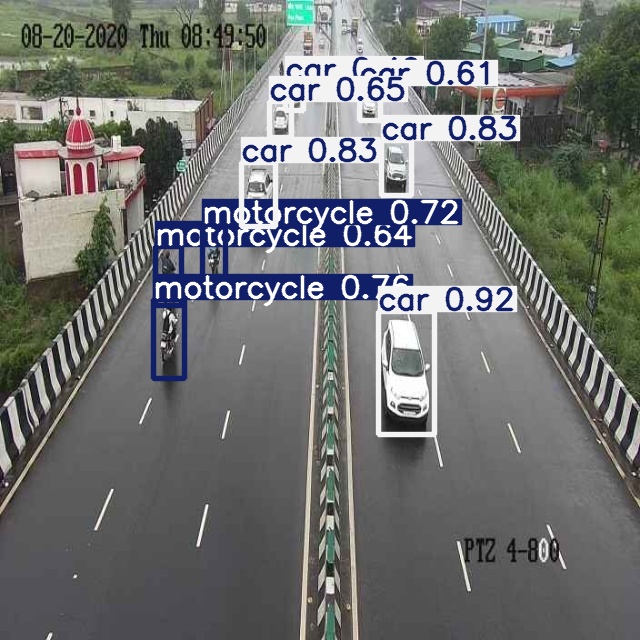 08-20-2020 Thu 08:49:50
car 0.61
car 0.65
car 0.83
car 0.83
motorcycle 0.72
motorcycle 0.64
motorcycle 0.76
car 0.92
PTZ 4-800